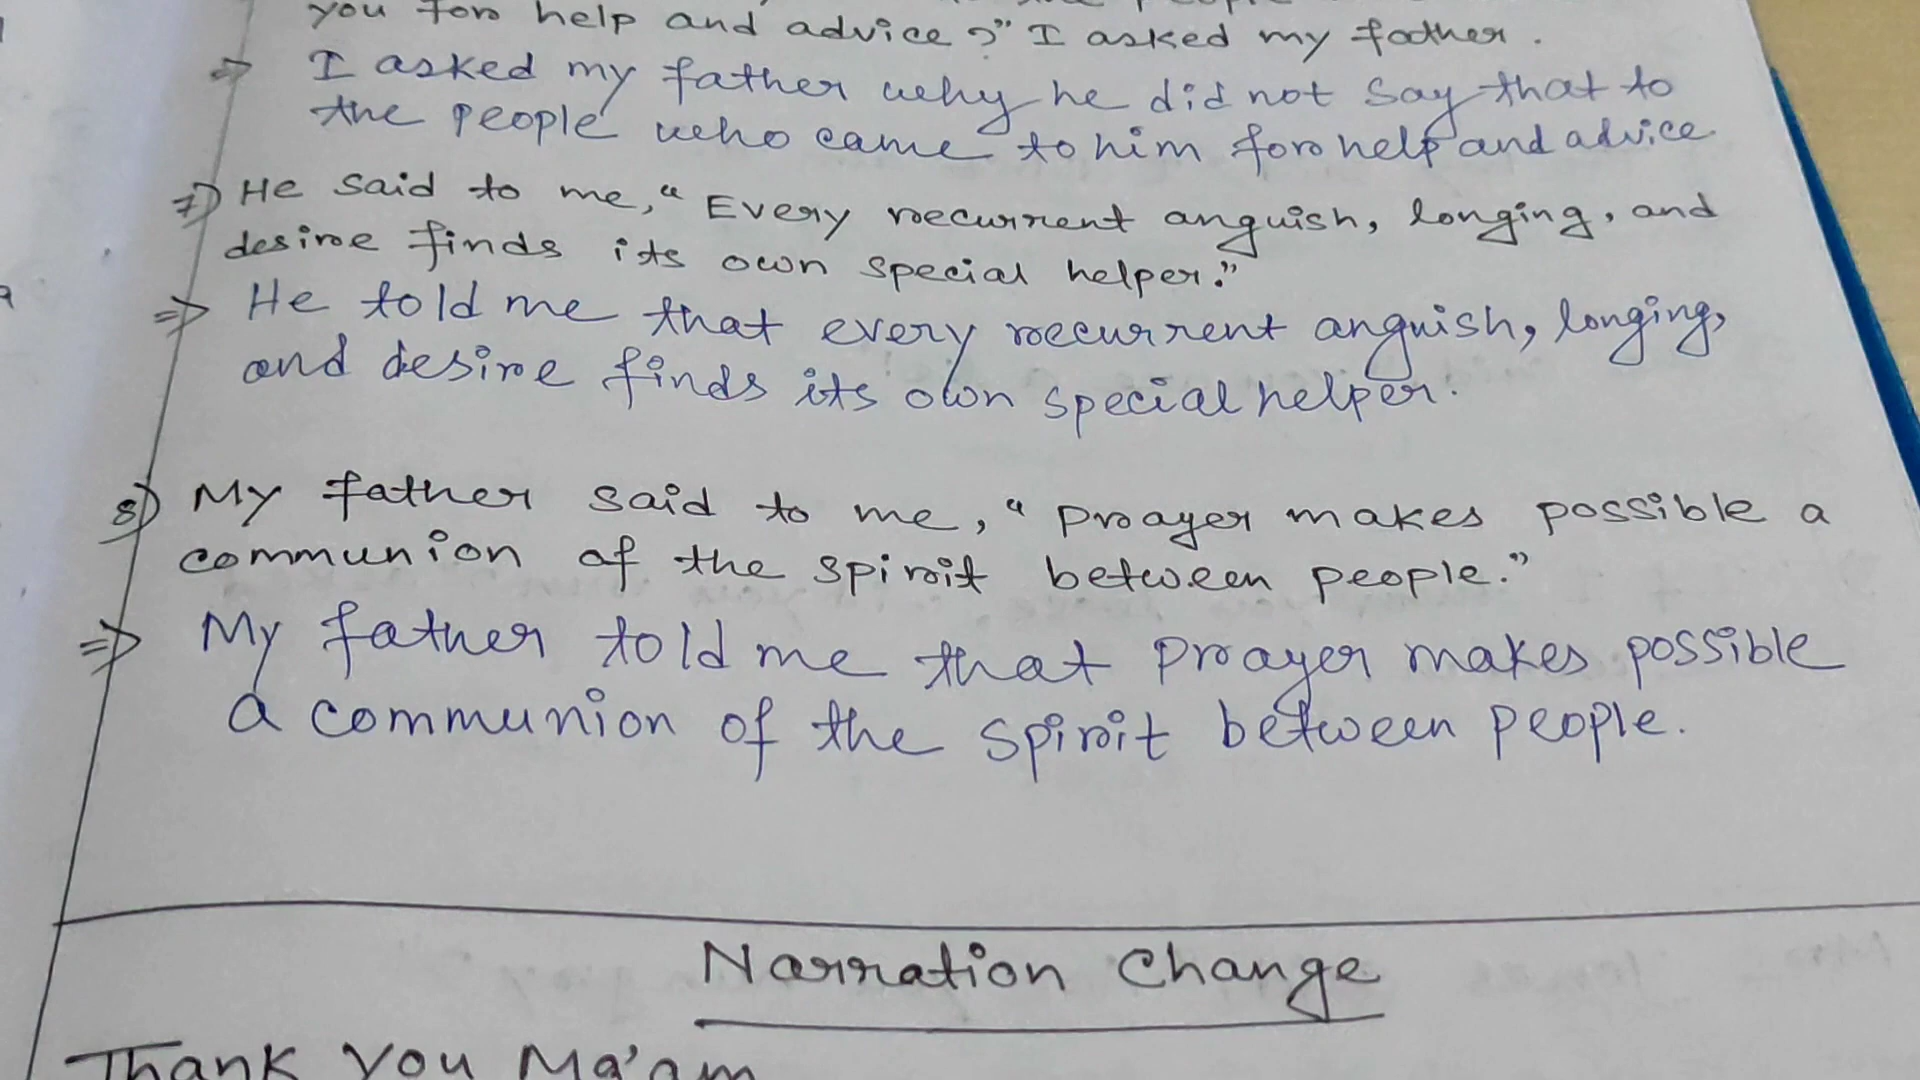 you for help and advice?" I asked my father.
⇒ I asked my father why he did not say that to
the people who came to him for help and advice
7) He said to me, "Every recurrent anguish, longing, and
desire finds its own special helper."
⇒ He told me that every recurrent anguish, longing,
and desire finds its own special helper.
8) My father said to me, "Prayer makes possible a
communion of the spirit between people."
⇒ My father told me that prayer makes possible
a communion of the spirit between people.
Narration Change
Thank You Ma'am